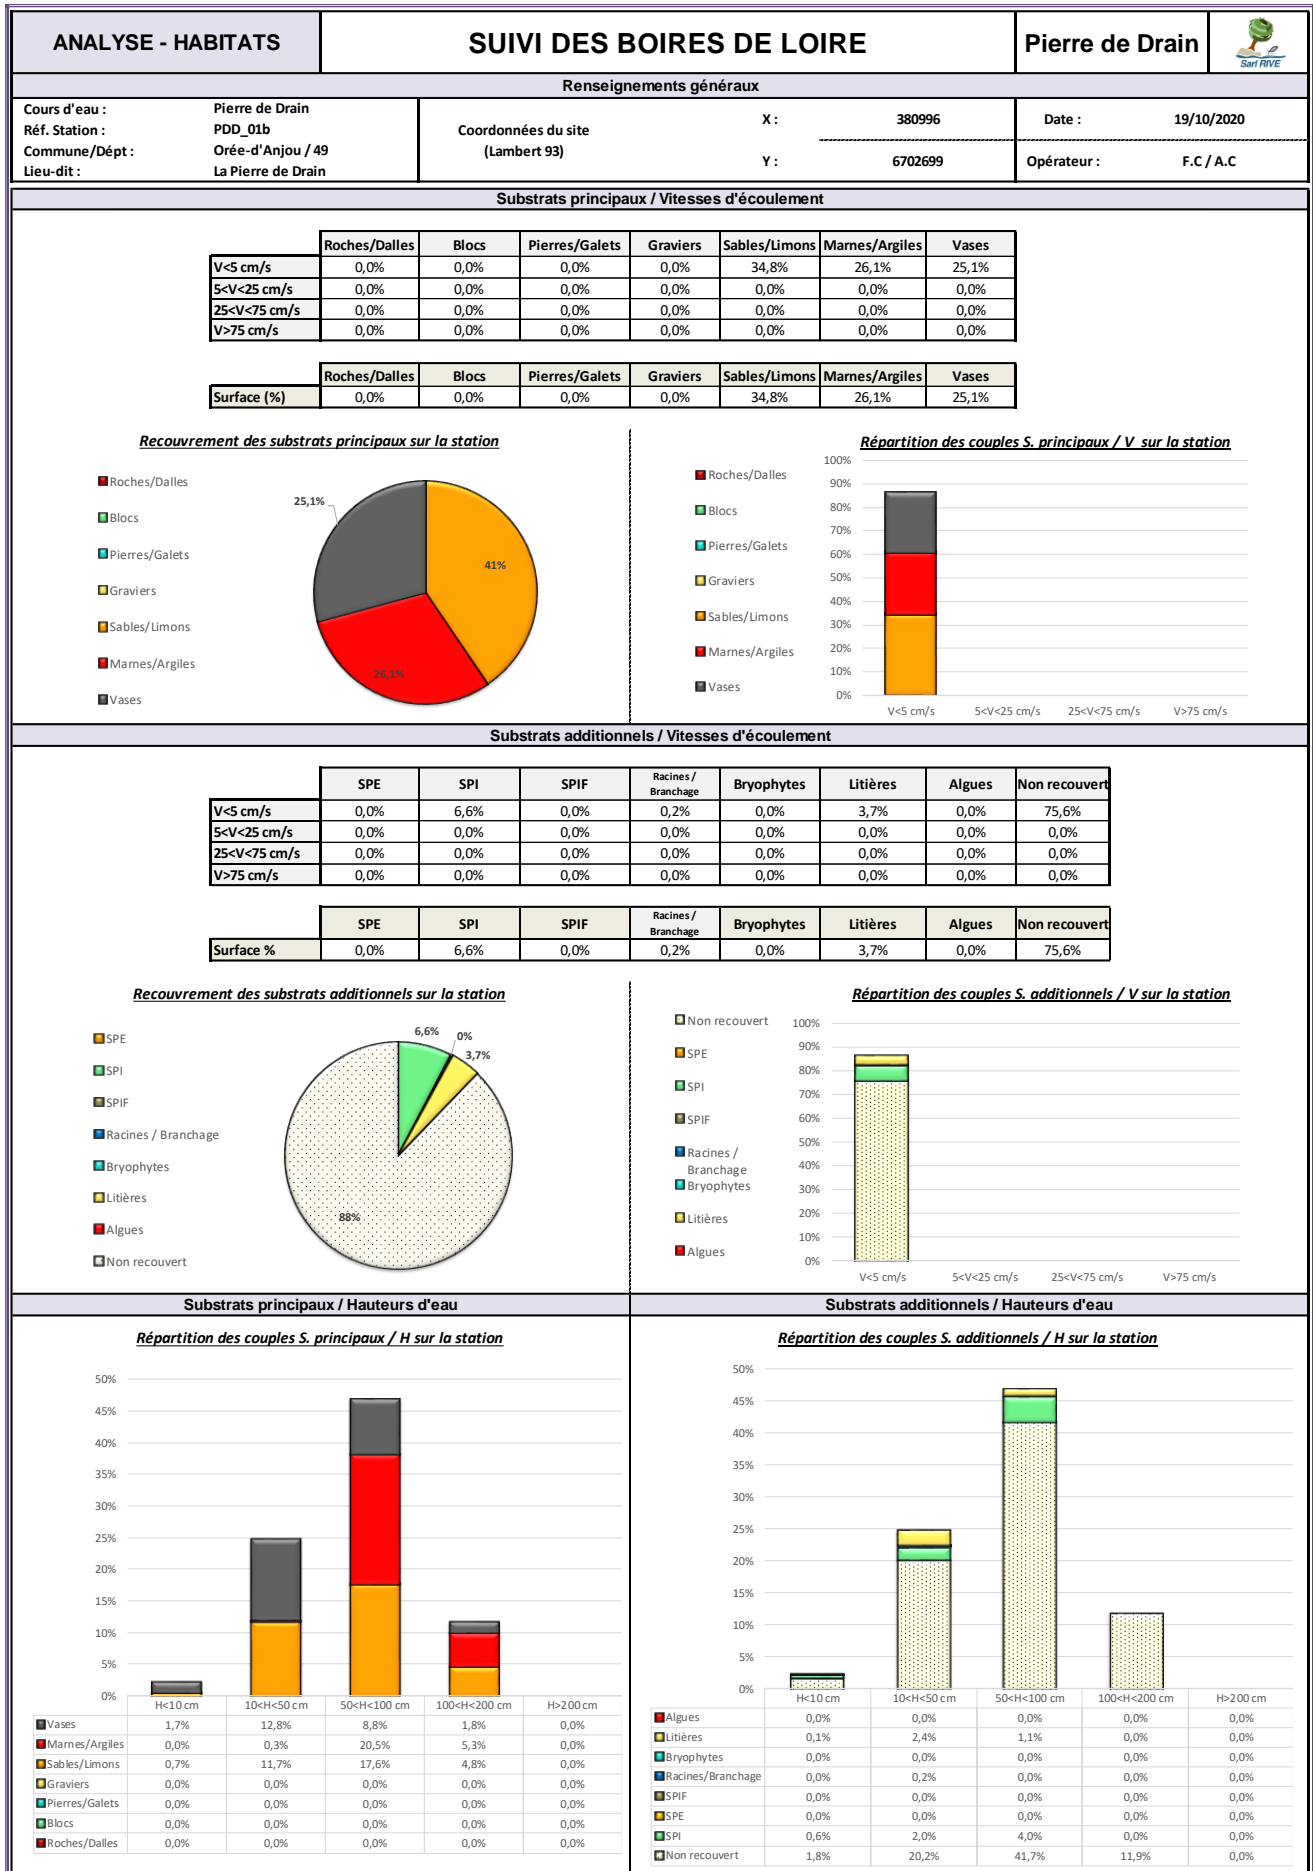 ANALYSE - HABITATS
SUIVI DES BOIRES DE LOIRE
Pierre de Drain
Sarl RIVE
Renseignements généraux
Cours d'eau : Pierre de Drain
Réf. Station : PDD_01b
Commune/Dépt : Orée-d'Anjou / 49
Lieu-dit : La Pierre de Drain
Coordonnées du site
(Lambert 93)
X : 380996
Y : 6702699
Date : 19/10/2020
Opérateur : F.C / A.C
Substrats principaux / Vitesses d'écoulement
Roches/Dalles Blocs Pierres/Galets Graviers Sables/Limons Marnes/Argiles Vases
V<5 cm/s 0,0% 0,0% 0,0% 0,0% 34,8% 26,1% 25,1%
5<V<25 cm/s 0,0% 0,0% 0,0% 0,0% 0,0% 0,0% 0,0%
25<V<75 cm/s 0,0% 0,0% 0,0% 0,0% 0,0% 0,0% 0,0%
V>75 cm/s 0,0% 0,0% 0,0% 0,0% 0,0% 0,0% 0,0%
Roches/Dalles Blocs Pierres/Galets Graviers Sables/Limons Marnes/Argiles Vases
Surface (%) 0,0% 0,0% 0,0% 0,0% 34,8% 26,1% 25,1%
Recouvrement des substrats principaux sur la station
Roches/Dalles
Blocs
Pierres/Galets
Graviers
Sables/Limons
Marnes/Argiles
Vases
25,1%
41%
26,1%
Répartition des couples S. principaux / V sur la station
Roches/Dalles
Blocs
Pierres/Galets
Graviers
Sables/Limons
Marnes/Argiles
Vases
100%
90%
80%
70%
60%
50%
40%
30%
20%
10%
0%
V<5 cm/s 5<V<25 cm/s 25<V<75 cm/s V>75 cm/s
Substrats additionnels / Vitesses d'écoulement
SPE SPI SPIF Racines / Branchage Bryophytes Litières Algues Non recouvert
V<5 cm/s 0,0% 6,6% 0,0% 0,2% 0,0% 3,7% 0,0% 75,6%
5<V<25 cm/s 0,0% 0,0% 0,0% 0,0% 0,0% 0,0% 0,0% 0,0%
25<V<75 cm/s 0,0% 0,0% 0,0% 0,0% 0,0% 0,0% 0,0% 0,0%
V>75 cm/s 0,0% 0,0% 0,0% 0,0% 0,0% 0,0% 0,0% 0,0%
SPE SPI SPIF Racines / Branchage Bryophytes Litières Algues Non recouvert
Surface % 0,0% 6,6% 0,0% 0,2% 0,0% 3,7% 0,0% 75,6%
Recouvrement des substrats additionnels sur la station
SPE
SPI
SPIF
Racines / Branchage
Bryophytes
Litières
Algues
Non recouvert
6,6%
0%
3,7%
88%
Répartition des couples S. additionnels / V sur la station
Non recouvert
SPE
SPI
SPIF
Racines /
Branchage
Bryophytes
Litières
Algues
100%
90%
80%
70%
60%
50%
40%
30%
20%
10%
0%
V<5 cm/s 5<V<25 cm/s 25<V<75 cm/s V>75 cm/s
Substrats principaux / Hauteurs d'eau
Répartition des couples S. principaux / H sur la station
50%
45%
40%
35%
30%
25%
20%
15%
10%
5%
0%
H<10 cm 10<H<50 cm 50<H<100 cm 100<H<200 cm H>200 cm
Vases 1,7% 12,8% 8,8% 1,8% 0,0%
Marnes/Argiles 0,0% 0,3% 20,5% 5,3% 0,0%
Sables/Limons 0,7% 11,7% 17,6% 4,8% 0,0%
Graviers 0,0% 0,0% 0,0% 0,0% 0,0%
Pierres/Galets 0,0% 0,0% 0,0% 0,0% 0,0%
Blocs 0,0% 0,0% 0,0% 0,0% 0,0%
Roches/Dalles 0,0% 0,0% 0,0% 0,0% 0,0%
Substrats additionnels / Hauteurs d'eau
Répartition des couples S. additionnels / H sur la station
50%
45%
40%
35%
30%
25%
20%
15%
10%
5%
0%
H<10 cm 10<H<50 cm 50<H<100 cm 100<H<200 cm H>200 cm
Algues 0,0% 0,0% 0,0% 0,0% 0,0%
Litières 0,1% 2,4% 1,1% 0,0% 0,0%
Bryophytes 0,0% 0,0% 0,0% 0,0% 0,0%
Racines/Branchage 0,0% 0,2% 0,0% 0,0% 0,0%
SPIF 0,0% 0,0% 0,0% 0,0% 0,0%
SPE 0,0% 0,0% 0,0% 0,0% 0,0%
SPI 0,6% 2,0% 4,0% 0,0% 0,0%
Non recouvert 1,8% 20,2% 41,7% 11,9% 0,0%